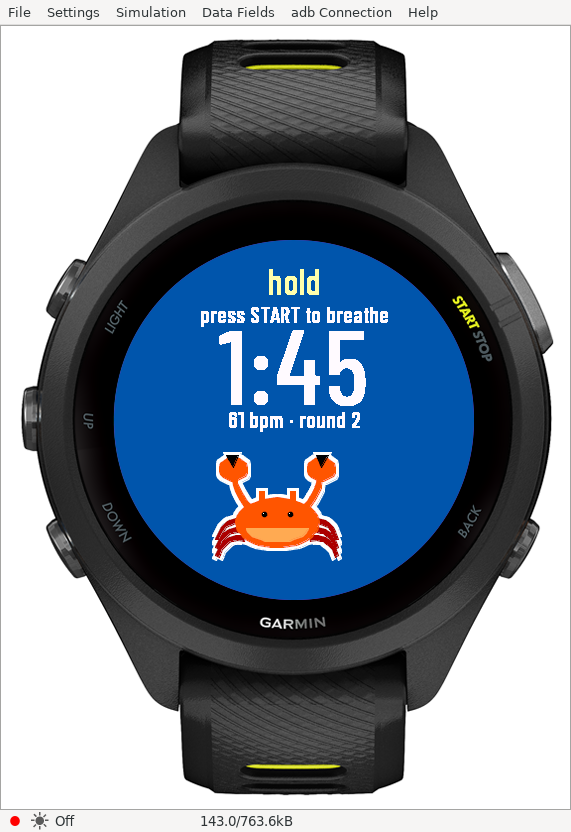 File Settings Simulation Data Fields adb Connection Help
hold
press START to breathe
1:45
61 bpm · round 2
LIGHT
START STOP
UP
DOWN
BACK
GARMIN
Off 143.0/763.6kB